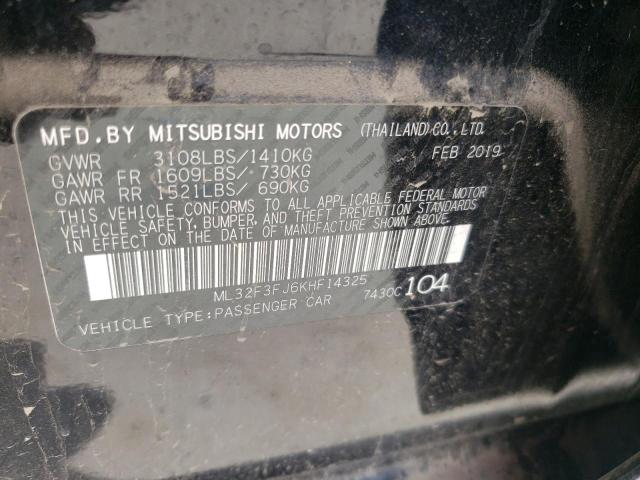 MFD.BY MITSUBISHI MOTORS (THAILAND)CO.,LTD.
GVWR 3108LBS/1410KG FEB 2019
GAWR FR 1609LBS/ 730KG
GAWR RR 1521LBS/ 690KG
THIS VEHICLE CONFORMS TO ALL APPLICABLE FEDERAL MOTOR
VEHICLE SAFETY, BUMPER, AND THEFT PREVENTION STANDARDS
IN EFFECT ON THE DATE OF MANUFACTURE SHOWN ABOVE.
ML32F3FJ6KHF14325
VEHICLE TYPE:PASSENGER CAR 7430C 104